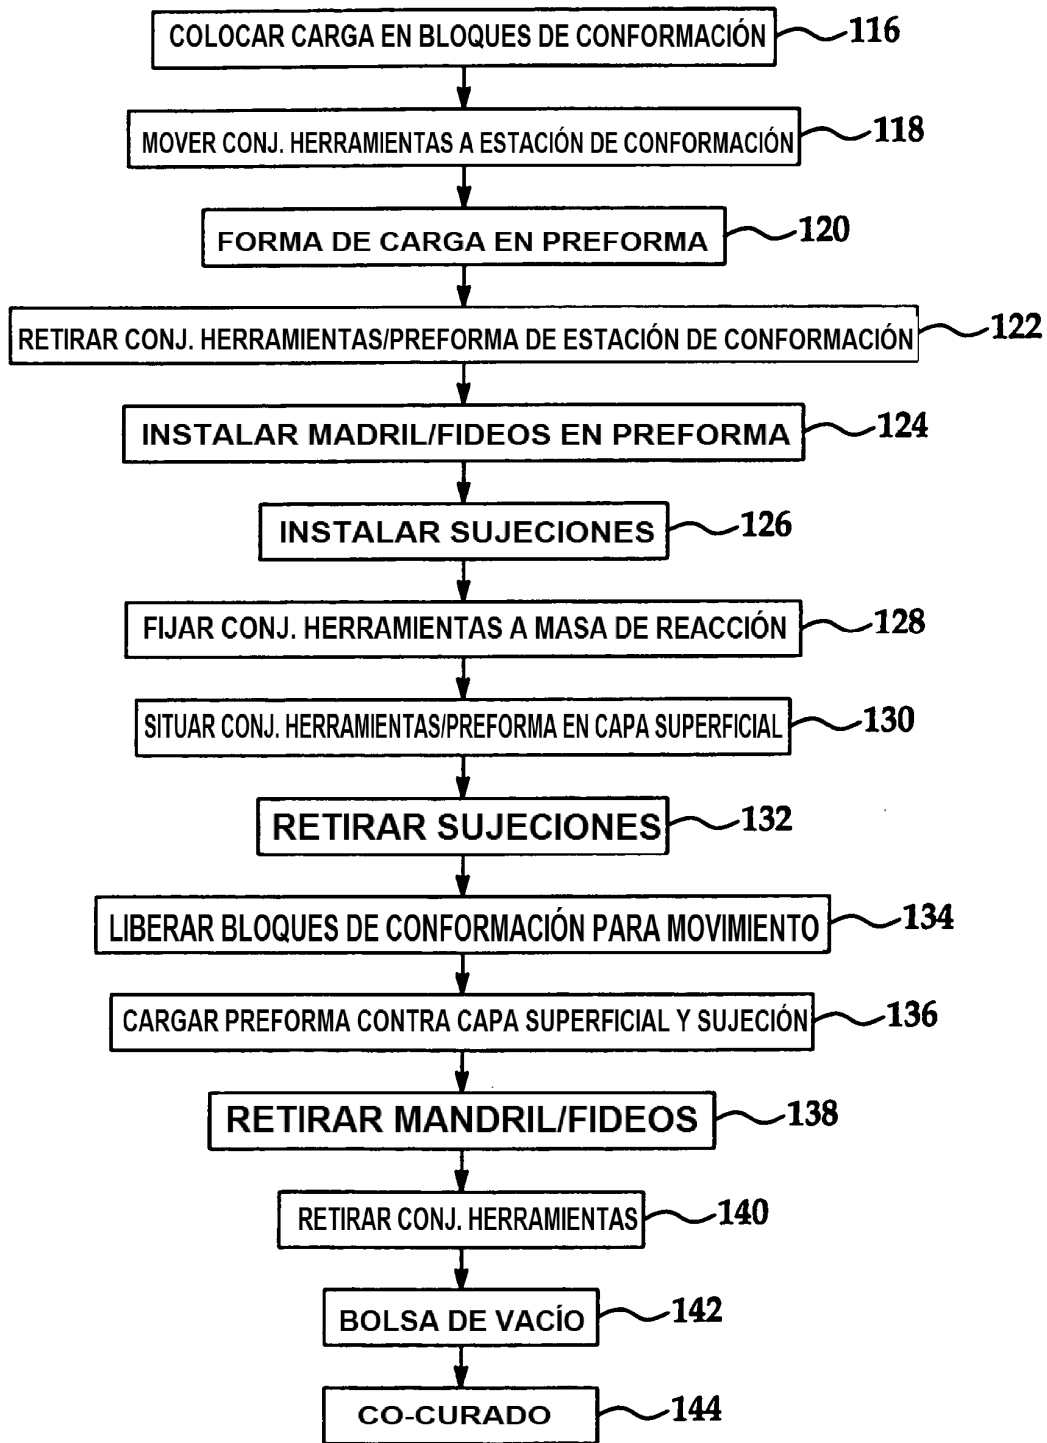 COLOCAR CARGA EN BLOQUES DE CONFORMACIÓN 116
MOVER CONJ. HERRAMIENTAS A ESTACIÓN DE CONFORMACIÓN 118
FORMA DE CARGA EN PREFORMA 120
RETIRAR CONJ. HERRAMIENTAS/PREFORMA DE ESTACIÓN DE CONFORMACIÓN 122
INSTALAR MADRIL/FIDEOS EN PREFORMA 124
INSTALAR SUJECIONES 126
FIJAR CONJ. HERRAMIENTAS A MASA DE REACCIÓN 128
SITUAR CONJ. HERRAMIENTAS/PREFORMA EN CAPA SUPERFICIAL 130
RETIRAR SUJECIONES 132
LIBERAR BLOQUES DE CONFORMACIÓN PARA MOVIMIENTO 134
CARGAR PREFORMA CONTRA CAPA SUPERFICIAL Y SUJECIÓN 136
RETIRAR MANDRIL/FIDEOS 138
RETIRAR CONJ. HERRAMIENTAS 140
BOLSA DE VACÍO 142
CO-CURADO 144